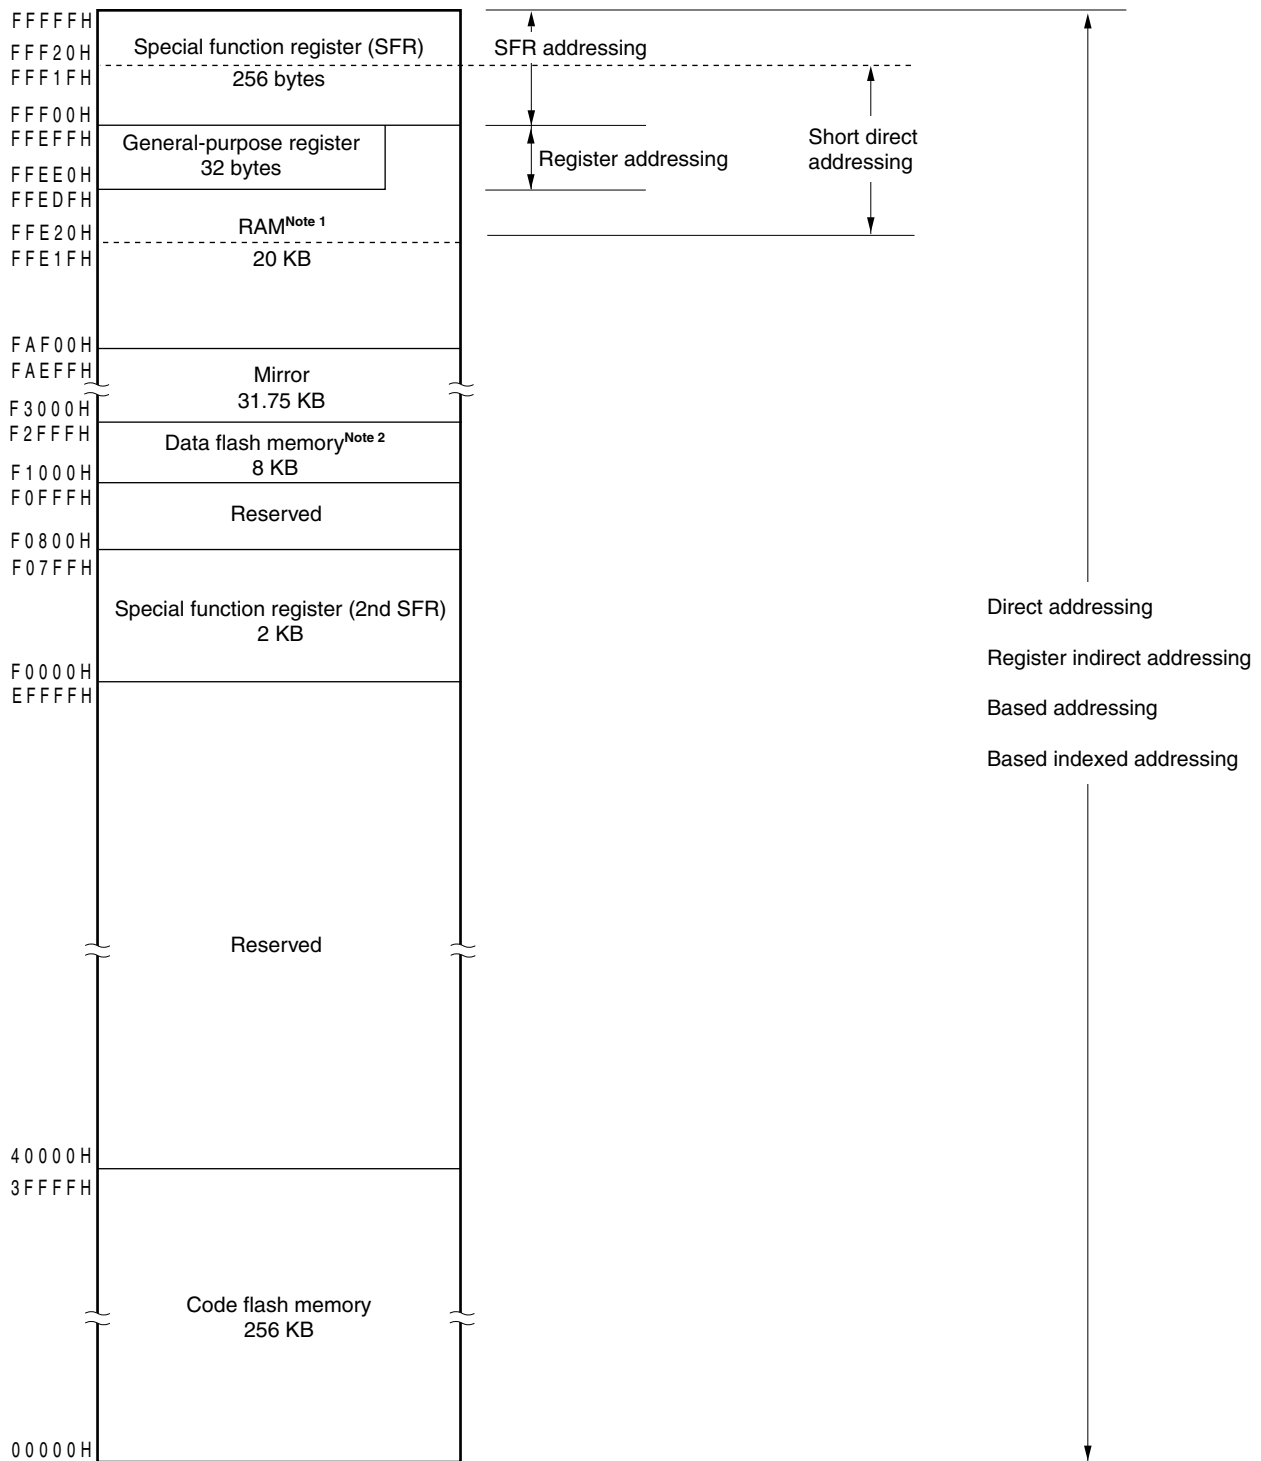 FFFFFH
FFF20H
FFF1FH
FFF00H
FFEFFH
FFEE0H
FFEDFH
FFE20H
FFE1FH
FAF00H
FAEFFH
F3000H
F2FFFH
F1000H
F0FFFH
F0800H
F07FFH
F0000H
EFFFFH
40000H
3FFFFH
00000H
Special function register (SFR)
256 bytes
General-purpose register
32 bytes
RAMNote 1
20 KB
Mirror
31.75 KB
Data flash memoryNote 2
8 KB
Reserved
Special function register (2nd SFR)
2 KB
Reserved
Code flash memory
256 KB
SFR addressing
Register addressing
Short direct
addressing
Direct addressing
Register indirect addressing
Based addressing
Based indexed addressing